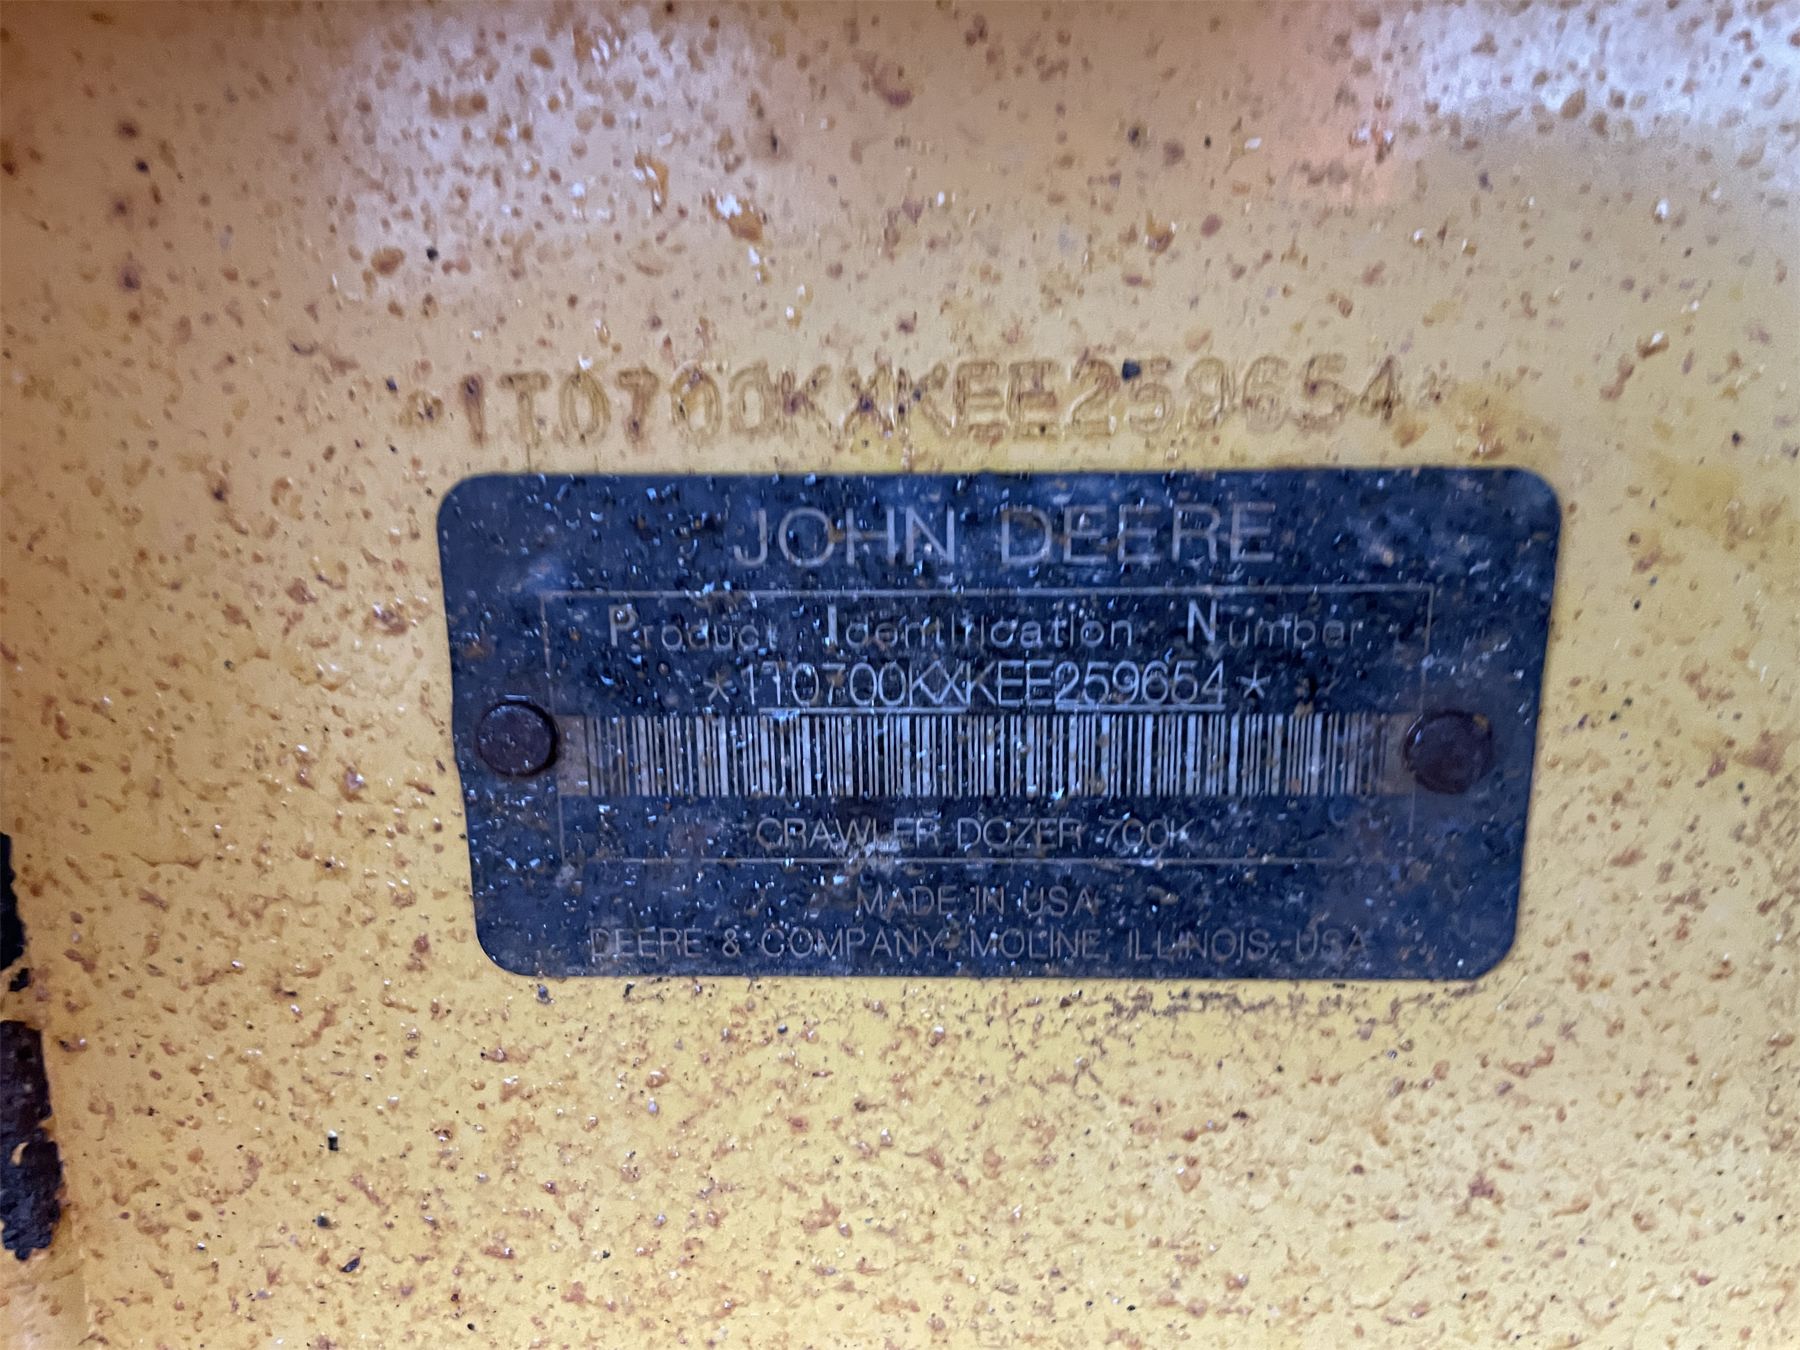 *1T0700KXKEE259654*
JOHN DEERE
Product Identification Number
*1T0700KXKEE259654*
CRAWLER DOZER 700K
MADE IN USA
DEERE & COMPANY, MOLINE, ILLINOIS, USA